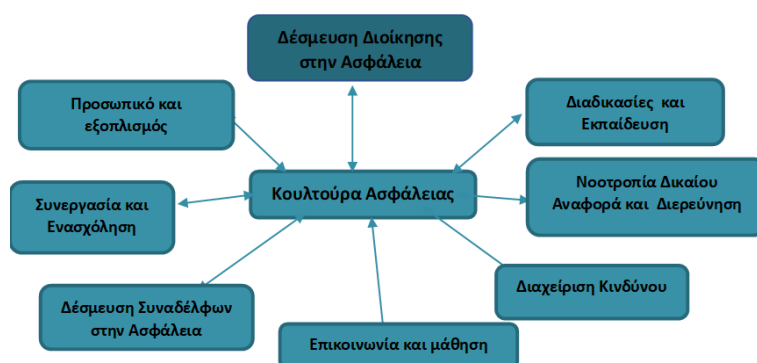 Δέσμευση Διοίκησης
στην Ασφάλεια
Προσωπικό και
εξοπλισμός
Διαδικασίες και
Εκπαίδευση
Κουλτούρα Ασφάλειας
Συνεργασία και
Ενασχόληση
Νοοτροπία Δικαίου
Αναφορά και Διερεύνηση
Δέσμευση Συναδέλφων
στην Ασφάλεια
Διαχείριση Κινδύνου
Επικοινωνία και μάθηση